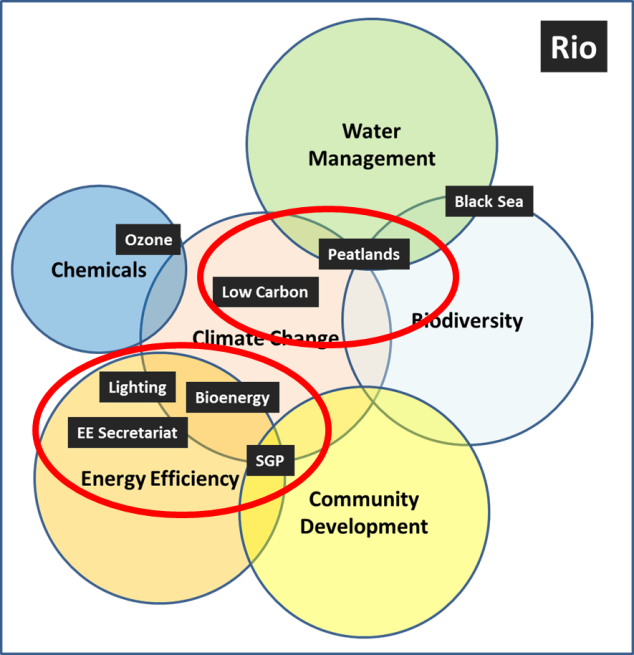 Rio
Water
Management
Black Sea
Ozone
Peatlands
Chemicals
Low Carbon
Biodiversity
Climate Change
Lighting
Bioenergy
EE Secretariat
SGP
Energy Efficiency
Community
Development